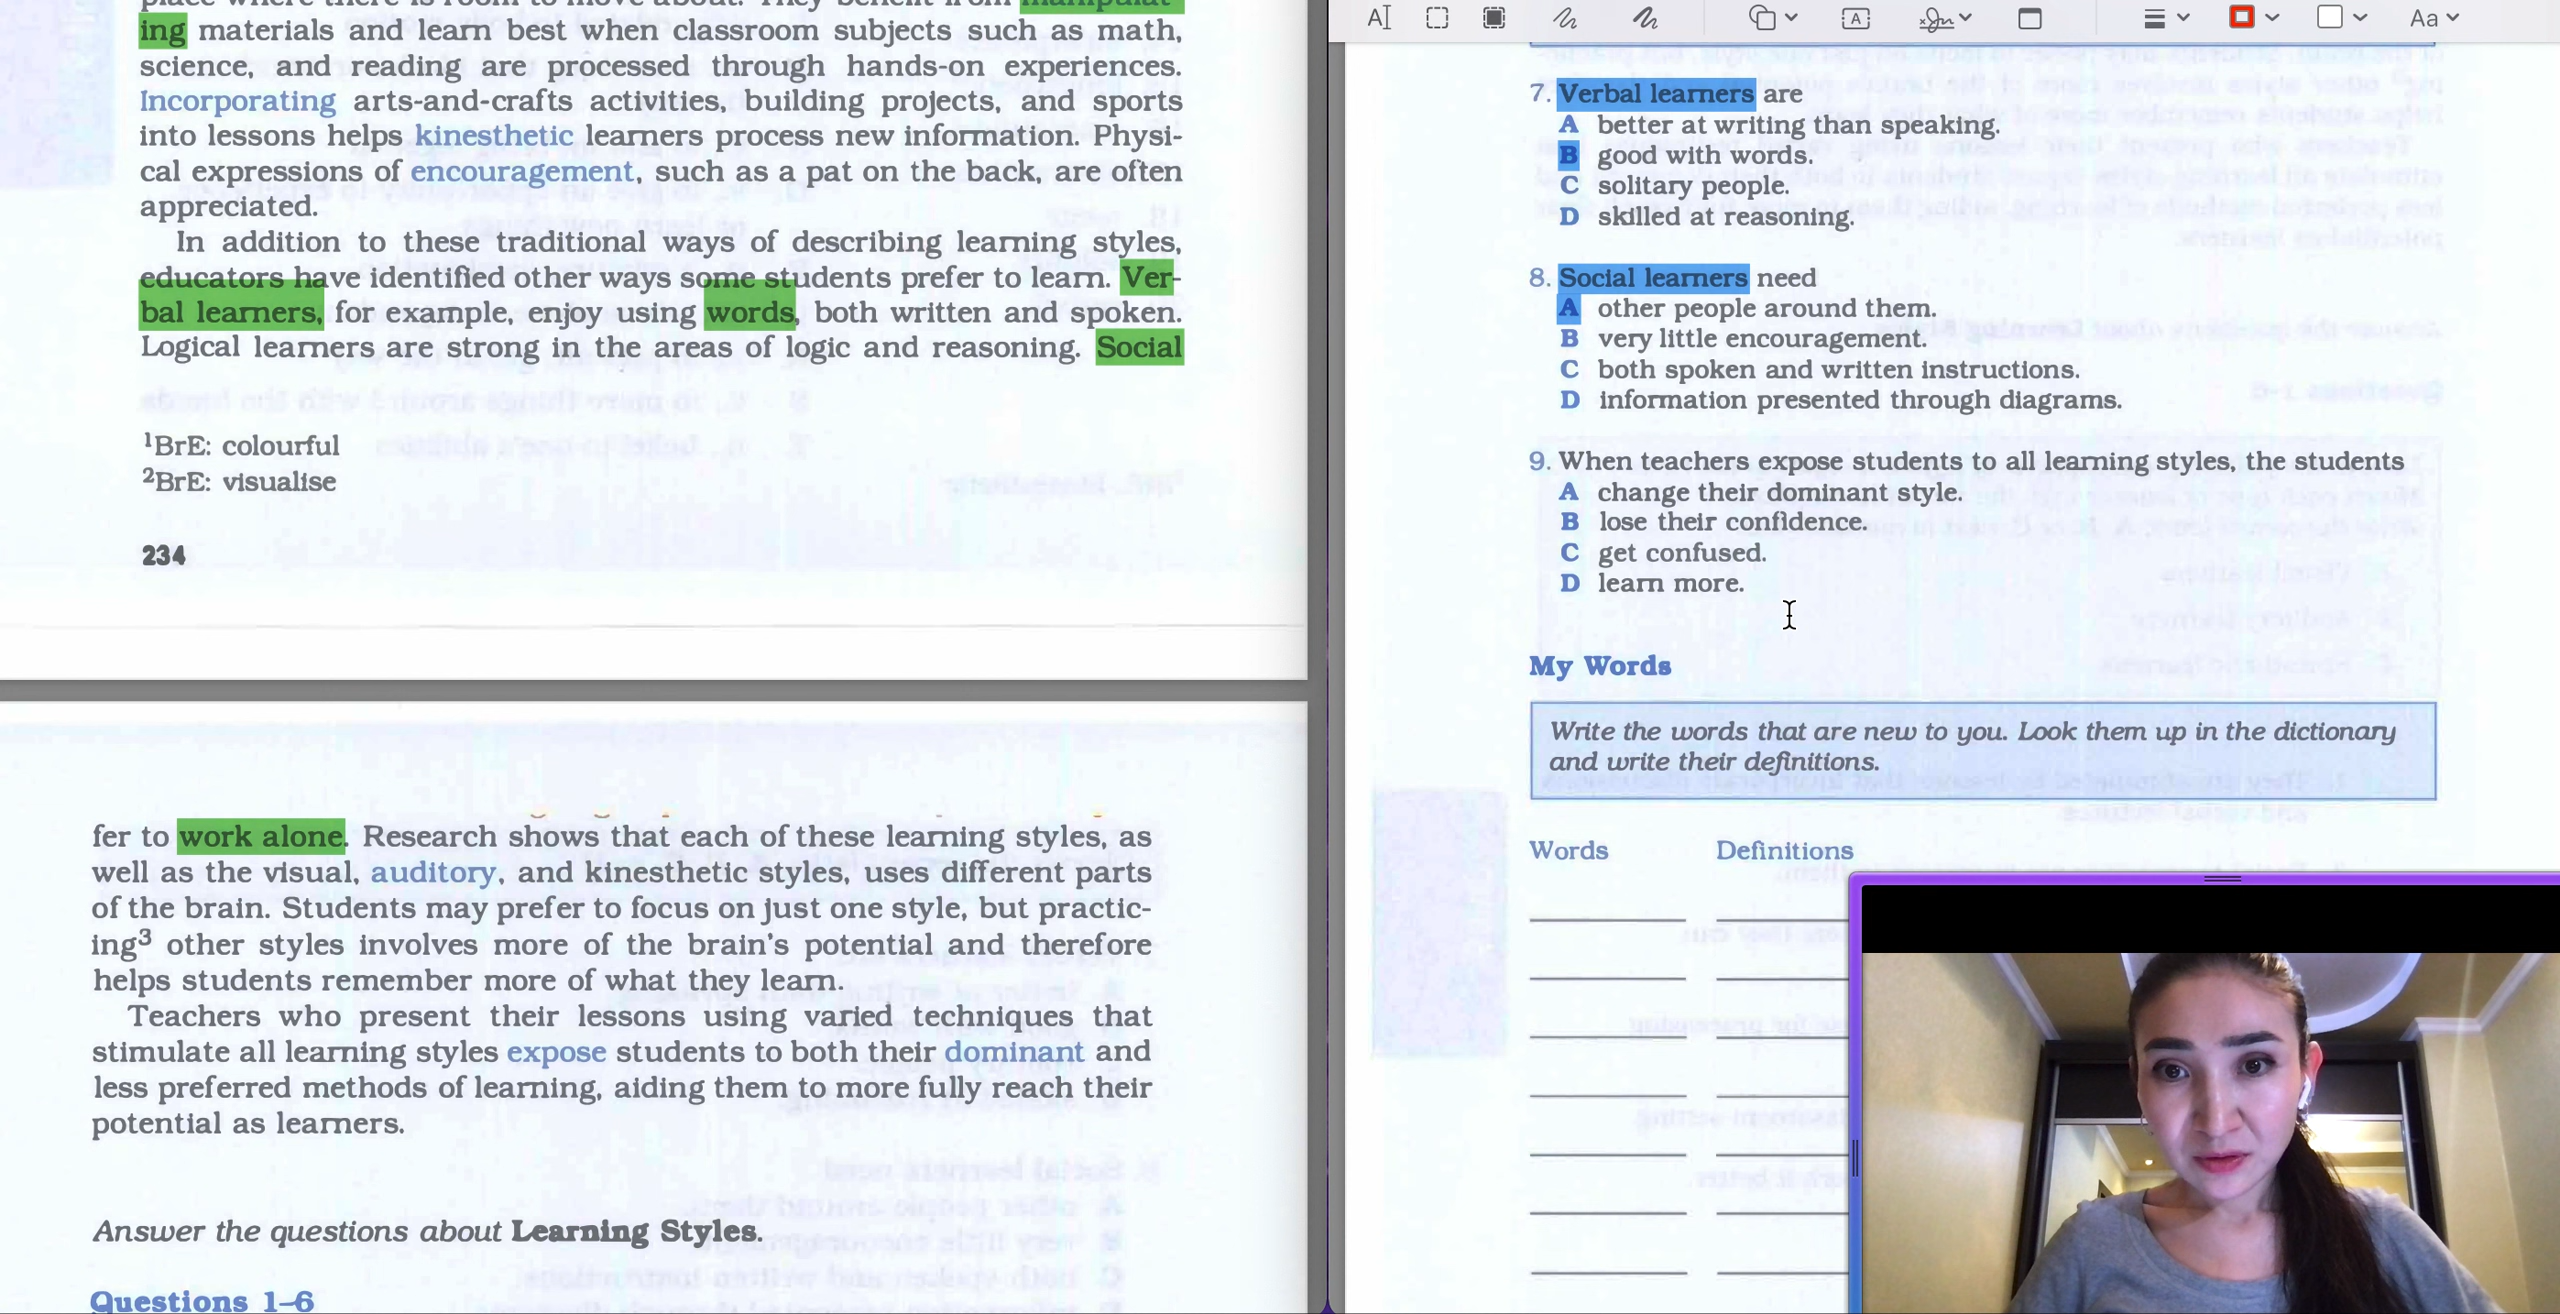 ing materials and learn best when classroom subjects such as math,
science, and reading are processed through hands-on experiences.
Incorporating arts-and-crafts activities, building projects, and sports
into lessons helps kinesthetic learners process new information. Physi-
cal expressions of encouragement, such as a pat on the back, are often
appreciated.
In addition to these traditional ways of describing learning styles,
educators have identified other ways some students prefer to learn. Ver-
bal learners, for example, enjoy using words, both written and spoken.
Logical learners are strong in the areas of logic and reasoning. Social
1BrE: colourful
2BrE: visualise
234
fer to work alone. Research shows that each of these learning styles, as
well as the visual, auditory, and kinesthetic styles, uses different parts
of the brain. Students may prefer to focus on just one style, but practic-
ing3 other styles involves more of the brain's potential and therefore
helps students remember more of what they learn.
Teachers who present their lessons using varied techniques that
stimulate all learning styles expose students to both their dominant and
less preferred methods of learning, aiding them to more fully reach their
potential as learners.
Answer the questions about Learning Styles.
Questions 1–6
Aa
7. Verbal learners are
A better at writing than speaking.
B good with words.
C solitary people.
D skilled at reasoning.
8. Social learners need
A other people around them.
B very little encouragement.
C both spoken and written instructions.
D information presented through diagrams.
9. When teachers expose students to all learning styles, the students
A change their dominant style.
B lose their confidence.
C get confused.
D learn more.
My Words
Write the words that are new to you. Look them up in the dictionary
and write their definitions.
Words Definitions